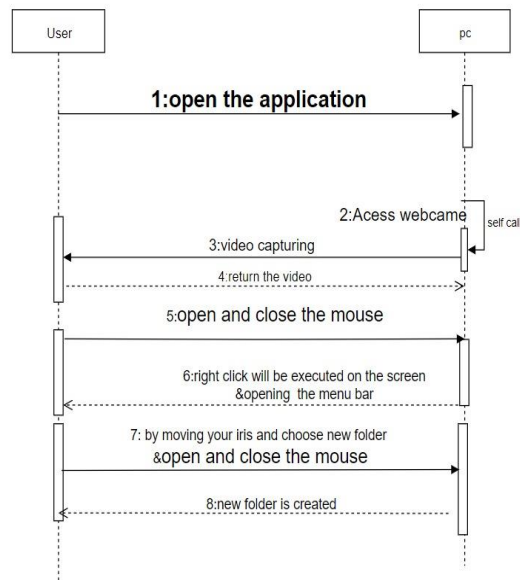 User
pc
1:open the application
2:Acess webcame
self call
3:video capturing
4:return the video
5:open and close the mouse
6:right click will be executed on the screen
&opening the menu bar
7: by moving your iris and choose new folder
&open and close the mouse
8:new folder is created